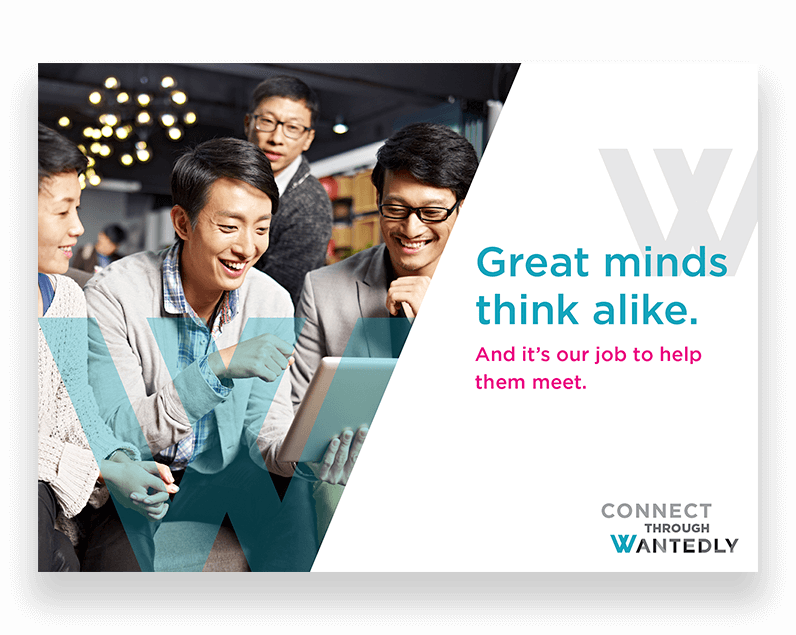 Great minds
think alike.
And it’s our job to help
them meet.
CONNECT
THROUGH
WANTEDLY